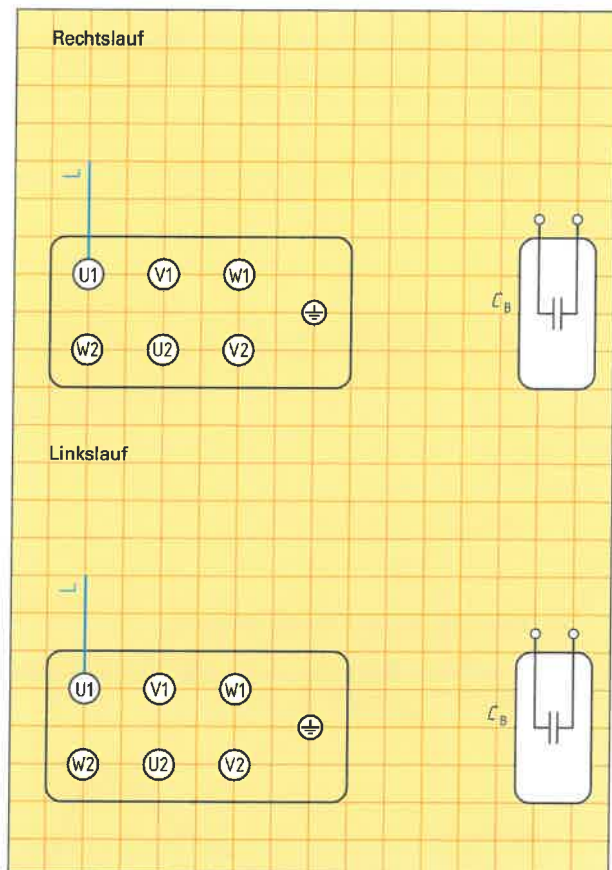 Rechtslauf
L
U1 V1 W1
C_B
W2 U2 V2
Linkslauf
L
U1 V1 W1
C_B
W2 U2 V2